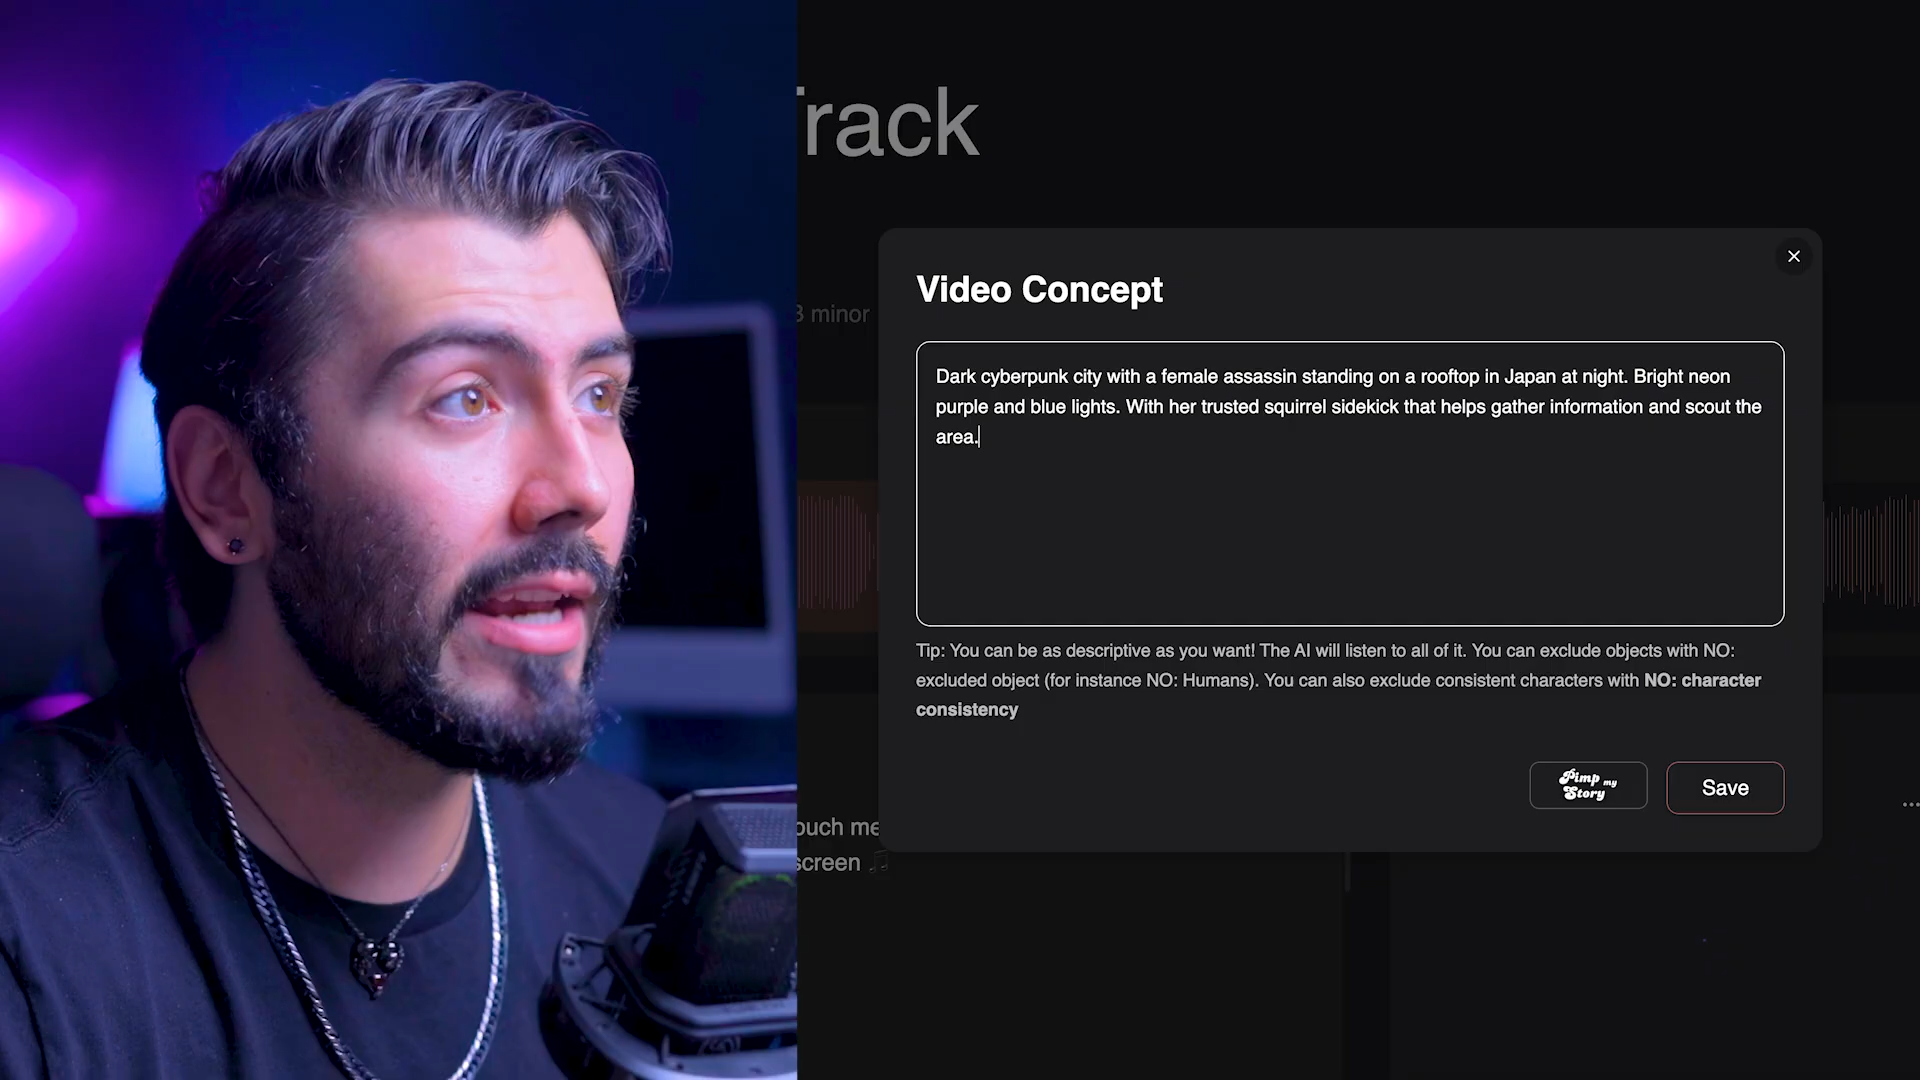 Track
3 minor
Video Concept
Dark cyberpunk city with a female assassin standing on a rooftop in Japan at night. Bright neon
purple and blue lights. With her trusted squirrel sidekick that helps gather information and scout the
area.
Tip: You can be as descriptive as you want! The AI will listen to all of it. You can exclude objects with NO:
excluded object (for instance NO: Humans). You can also exclude consistent characters with NO: character
consistency
Pimp my
Story
Save
ouch me
screen 🎵
...